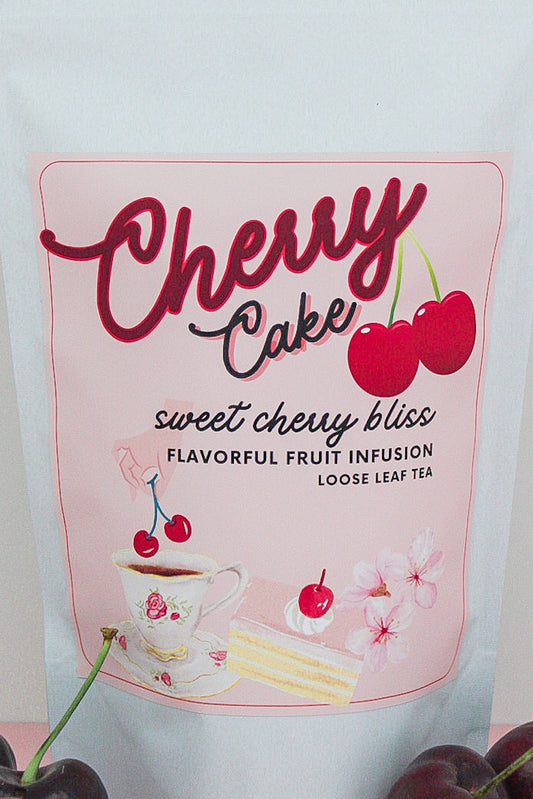 Cherry
Cake
sweet cherry bliss
FLAVORFUL FRUIT INFUSION
LOOSE LEAF TEA